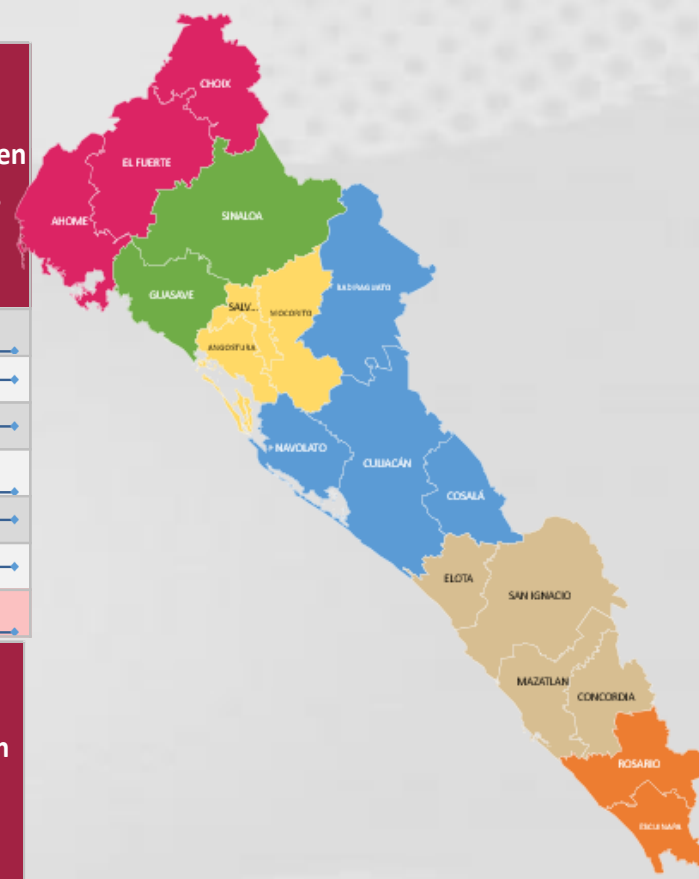 CHOIX
en
EL FUERTE
SINALOA
AHOME
BADIRAGUATO
GUASAVE
SALV...
MOCORITO
ANGOSTURA
NAVOLATO
CULIACÁN
COSALÁ
ELOTA
SAN IGNACIO
MAZATLAN
CONCORDIA
n
ROSARIO
ESCUINAPA